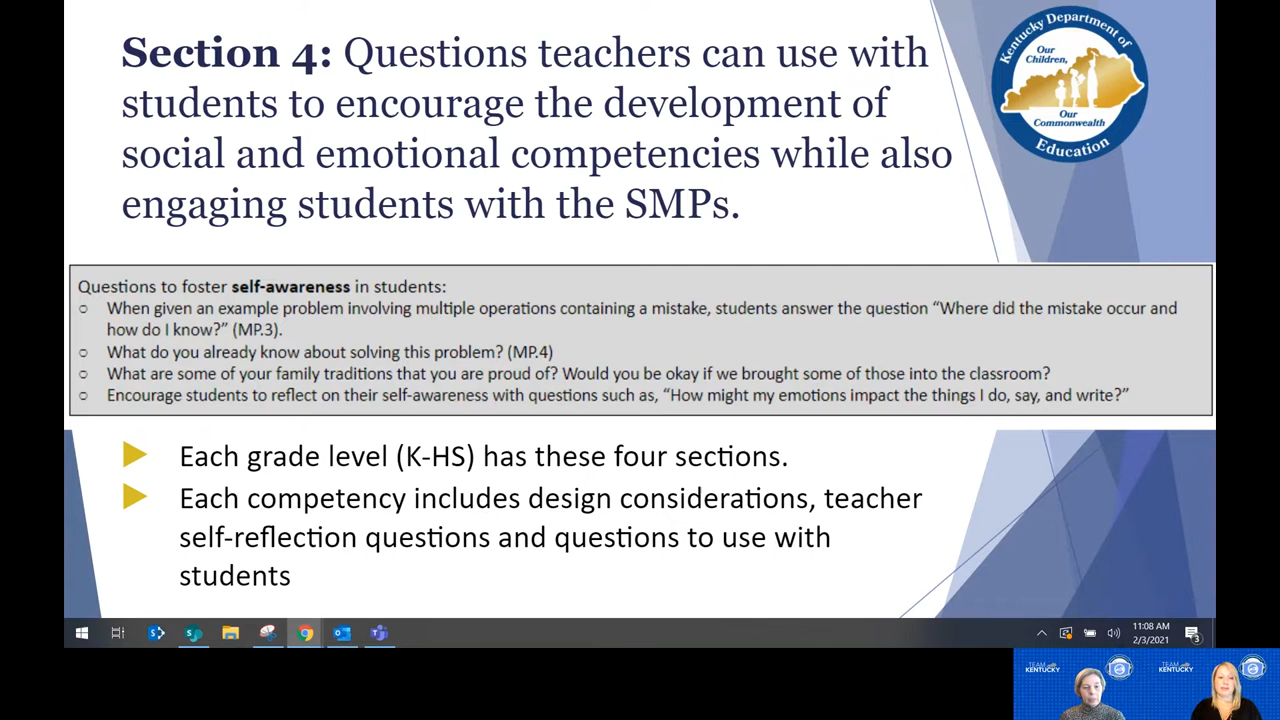 Section 4: Questions teachers can use with
students to encourage the development of
social and emotional competencies while also
engaging students with the SMPs.
Kentucky Department of
Education
Our
Children,
Our
Commonwealth
Questions to foster self-awareness in students:
○ When given an example problem involving multiple operations containing a mistake, students answer the question “Where did the mistake occur and
how do I know?” (MP.3).
○ What do you already know about solving this problem? (MP.4)
○ What are some of your family traditions that you are proud of? Would you be okay if we brought some of those into the classroom?
○ Encourage students to reflect on their self-awareness with questions such as, “How might my emotions impact the things I do, say, and write?”
Each grade level (K-HS) has these four sections.
Each competency includes design considerations, teacher
self-reflection questions and questions to use with
students
11:08 AM
2/3/2021
3
TEAM
KENTUCKY
TEAM
KENTUCKY